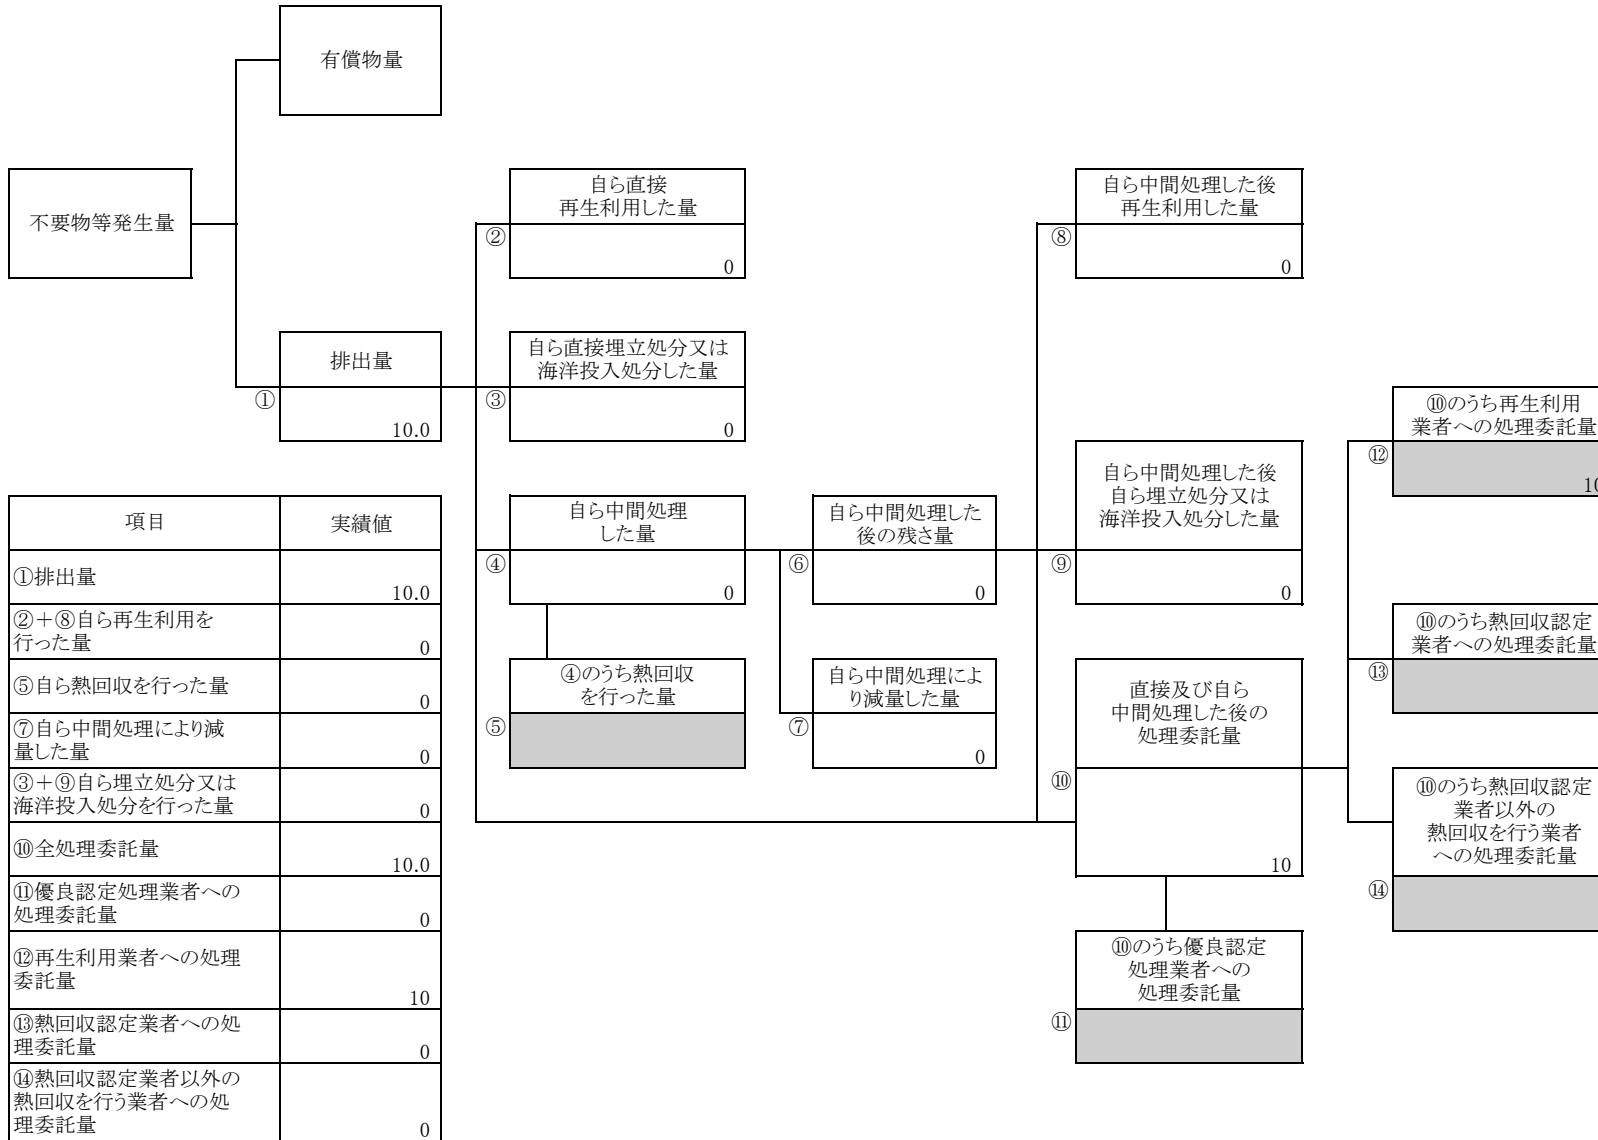 有償物量
不要物等発生量
自ら直接
再生利用した量
②
0
自ら中間処理した後
再生利用した量
⑧
0
排出量
①
10.0
自ら直接埋立処分又は
海洋投入処分した量
③
0
⑩のうち再生利用
業者への処理委託量
⑫
10
自ら中間処理
した量
④
0
自ら中間処理した
後の残さ量
⑥
0
自ら中間処理した後
自ら埋立処分又は
海洋投入処分した量
⑨
0
⑩のうち熱回収認定
業者への処理委託量
⑬
④のうち熱回収
を行った量
⑤
自ら中間処理によ
り減量した量
⑦
0
直接及び自ら
中間処理した後の
処理委託量
⑩
10
⑩のうち熱回収認定
業者以外の
熱回収を行う業者
への処理委託量
⑭
⑩のうち優良認定
処理業者への
処理委託量
⑪
項目 実績値
①排出量
10.0
②+⑧自ら再生利用を
行った量
0
⑤自ら熱回収を行った量
0
⑦自ら中間処理により減
量した量
0
③+⑨自ら埋立処分又は
海洋投入処分を行った量
0
⑩全処理委託量
10.0
⑪優良認定処理業者への
処理委託量
0
⑫再生利用業者への処理
委託量
10
⑬熱回収認定業者への処
理委託量
0
⑭熱回収認定業者以外の
熱回収を行う業者への処
理委託量
0